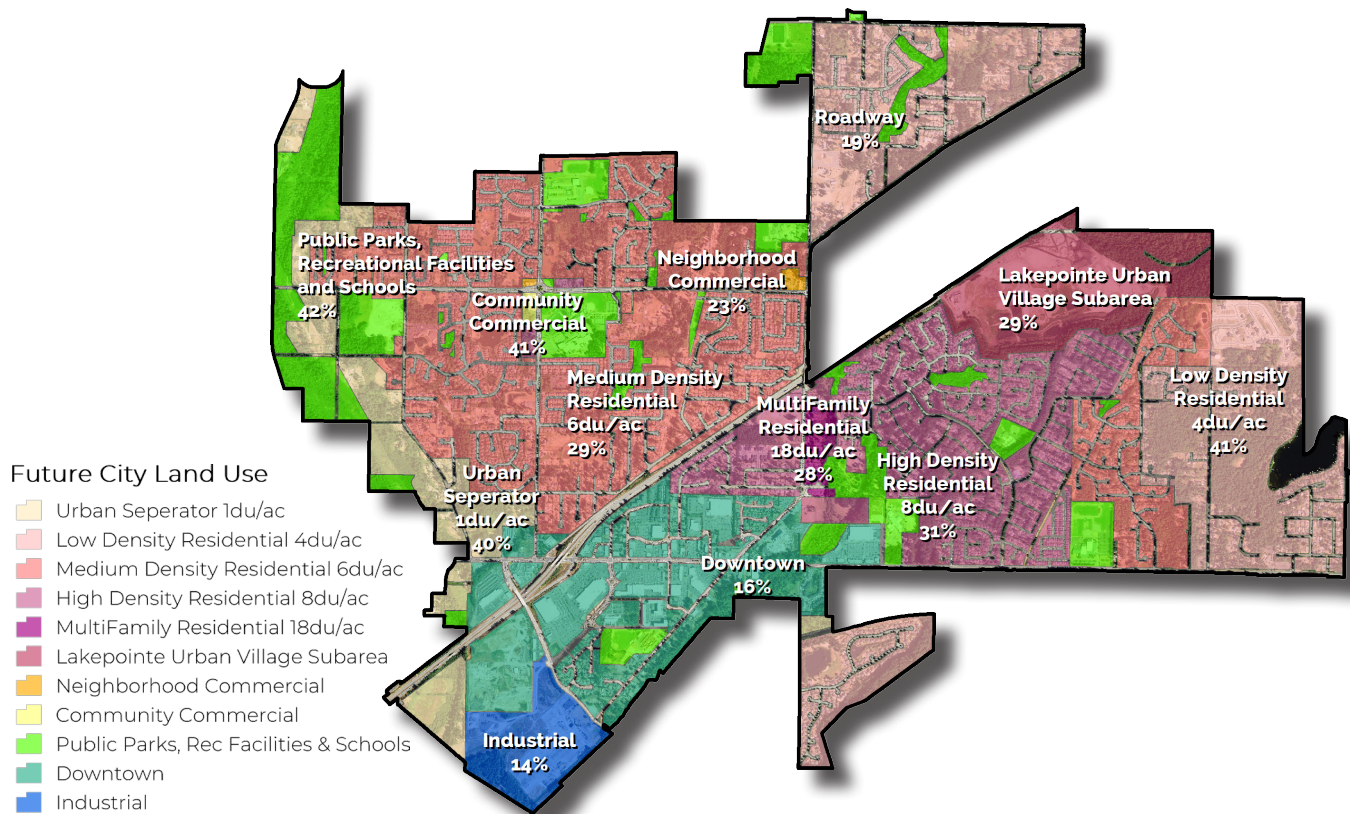 Roadway
19%
Public Parks,
Recreational Facilities
and Schools
42%
Neighborhood
Commercial
23%
Community
Commercial
41%
Lakepointe Urban
Village Subarea
29%
Medium Density
Residential
6du/ac
29%
MultiFamily
Residential
18du/ac
28%
Low Density
Residential
4du/ac
41%
High Density
Residential
8du/ac
31%
Urban
Seperator
1du/ac
40%
Downtown
16%
Industrial
14%
Future City Land Use
Urban Seperator 1du/ac
Low Density Residential 4du/ac
Medium Density Residential 6du/ac
High Density Residential 8du/ac
MultiFamily Residential 18du/ac
Lakepointe Urban Village Subarea
Neighborhood Commercial
Community Commercial
Public Parks, Rec Facilities & Schools
Downtown
Industrial